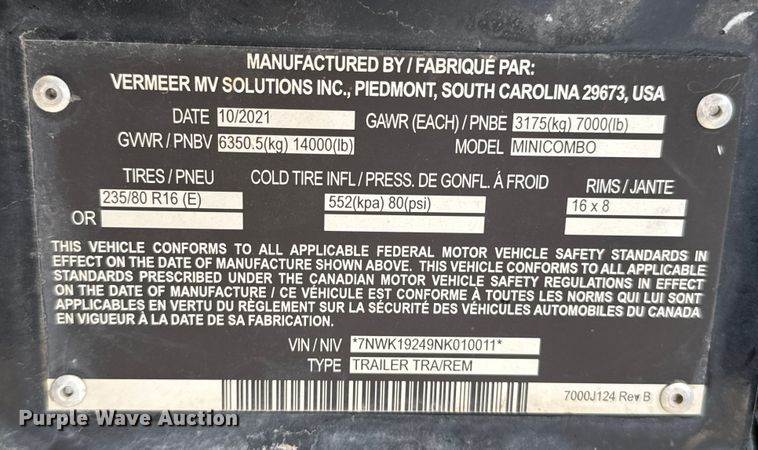 MANUFACTURED BY / FABRIQUÉ PAR:
VERMEER MV SOLUTIONS INC., PIEDMONT, SOUTH CAROLINA 29673, USA
DATE 10/2021 GAWR (EACH) / PNBE 3175(kg) 7000(lb)
GVWR / PNBV 6350.5(kg) 14000(lb) MODEL MINICOMBO
TIRES / PNEU COLD TIRE INFL / PRESS. DE GONFL. Á FROID RIMS / JANTE
235/80 R16 (E) 552(kpa) 80(psi) 16 x 8
OR
THIS VEHICLE CONFORMS TO ALL APPLICABLE FEDERAL MOTOR VEHICLE SAFETY STANDARDS IN
EFFECT ON THE DATE OF MANUFACTURE SHOWN ABOVE. THIS VEHICLE CONFORMS TO ALL APPLICABLE
STANDARDS PRESCRIBED UNDER THE CANADIAN MOTOR VEHICLE SAFETY REGULATIONS IN EFFECT
ON THE DATE OF MANUFACTURE / CE VÉHICULE EST CONFORME À TOUTES LES NORMS QUI LUI SONT
APPLICABLES EN VERTU DU RÈGLEMENT SUR LA SÉCURITÉ DES VÉHICULES AUTOMOBILES DU CANADA
EN VIGUEUR À LA DATE DE SA FABRICATION.
VIN / NIV *7NWK19249NK010011*
TYPE TRAILER TRA/REM
7000J124 Rev B
Purple Wave Auction